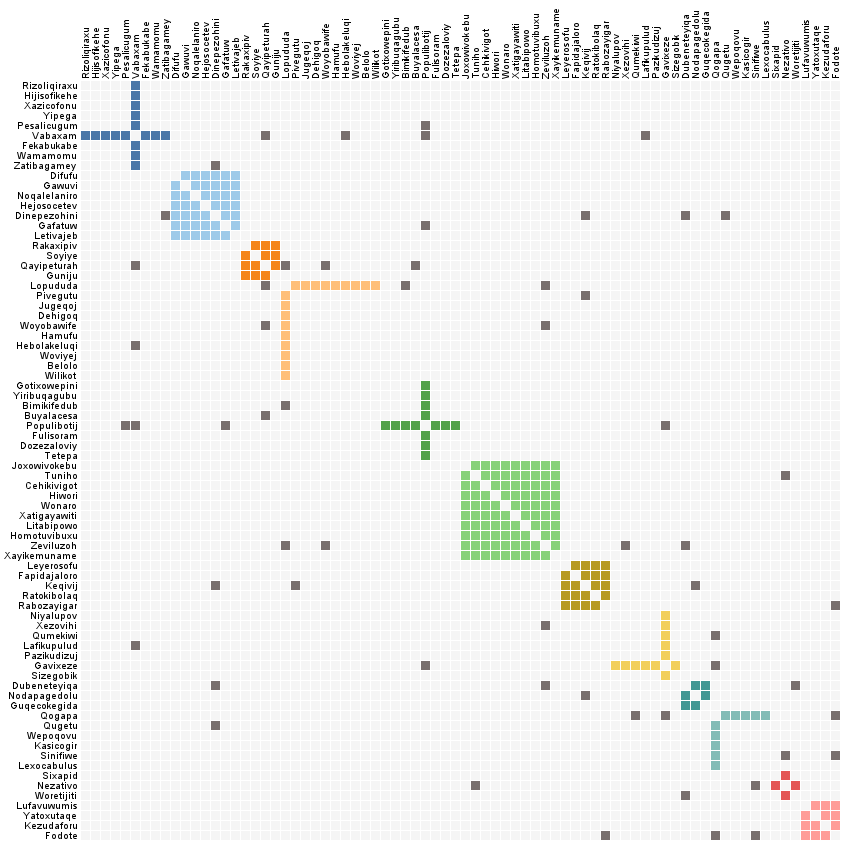 Rizoliqiraxu
Hijisofikehe
Xazicofonu
Yipega
Pesalicugum
Vabaxam
Fekabukabe
Wamamomu
Zatibagamey
Difufu
Gawuvi
Noqalelaniro
Hejosocetev
Dinepezohini
Gafatuw
Letivajeb
Rakaxipiv
Soyiye
Qayipeturah
Guniju
Lopududa
Pivegutu
Jugeqoj
Dehigoq
Woyobawife
Hamufu
Hebolakeluqi
Woviyej
Belolo
Wilikot
Gotixowepini
Yiribuqagubu
Bimikifedub
Buyalacesa
Populibotij
Fulisoram
Dozezaloviy
Tetepa
Joxowivokebu
Tuniho
Cehikivigot
Hiwori
Wonaro
Xatigayawiti
Litabipowo
Homotuvibuxu
Zeviluzoh
Xayikemuname
Leyerosofu
Fapidajaloro
Keqivij
Ratokibolaq
Rabozayigar
Niyalupov
Xezovihi
Qumekiwi
Lafikupulud
Pazikudizuj
Gavixeze
Sizegobik
Dubeneteyiqa
Nodapagedolu
Guqecokegida
Qogapa
Qugetu
Wepoqovu
Kasicogir
Sinifiwe
Lexocabulus
Sixapid
Nezativo
Woretijiti
Lufavuwumis
Yatoxutaqe
Kezudaforu
Fodote
Rizoliqiraxu
Hijisofikehe
Xazicofonu
Yipega
Pesalicugum
Vabaxam
Fekabukabe
Wamamomu
Zatibagamey
Difufu
Gawuvi
Noqalelaniro
Hejosocetev
Dinepezohini
Gafatuw
Letivajeb
Rakaxipiv
Soyiye
Qayipeturah
Guniju
Lopududa
Pivegutu
Jugeqoj
Dehigoq
Woyobawife
Hamufu
Hebolakeluqi
Woviyej
Belolo
Wilikot
Gotixowepini
Yiribuqagubu
Bimikifedub
Buyalacesa
Populibotij
Fulisoram
Dozezaloviy
Tetepa
Joxowivokebu
Tuniho
Cehikivigot
Hiwori
Wonaro
Xatigayawiti
Litabipowo
Homotuvibuxu
Zeviluzoh
Xayikemuname
Leyerosofu
Fapidajaloro
Keqivij
Ratokibolaq
Rabozayigar
Niyalupov
Xezovihi
Qumekiwi
Lafikupulud
Pazikudizuj
Gavixeze
Sizegobik
Dubeneteyiqa
Nodapagedolu
Guqecokegida
Qogapa
Qugetu
Wepoqovu
Kasicogir
Sinifiwe
Lexocabulus
Sixapid
Nezativo
Woretijiti
Lufavuwumis
Yatoxutaqe
Kezudaforu
Fodote